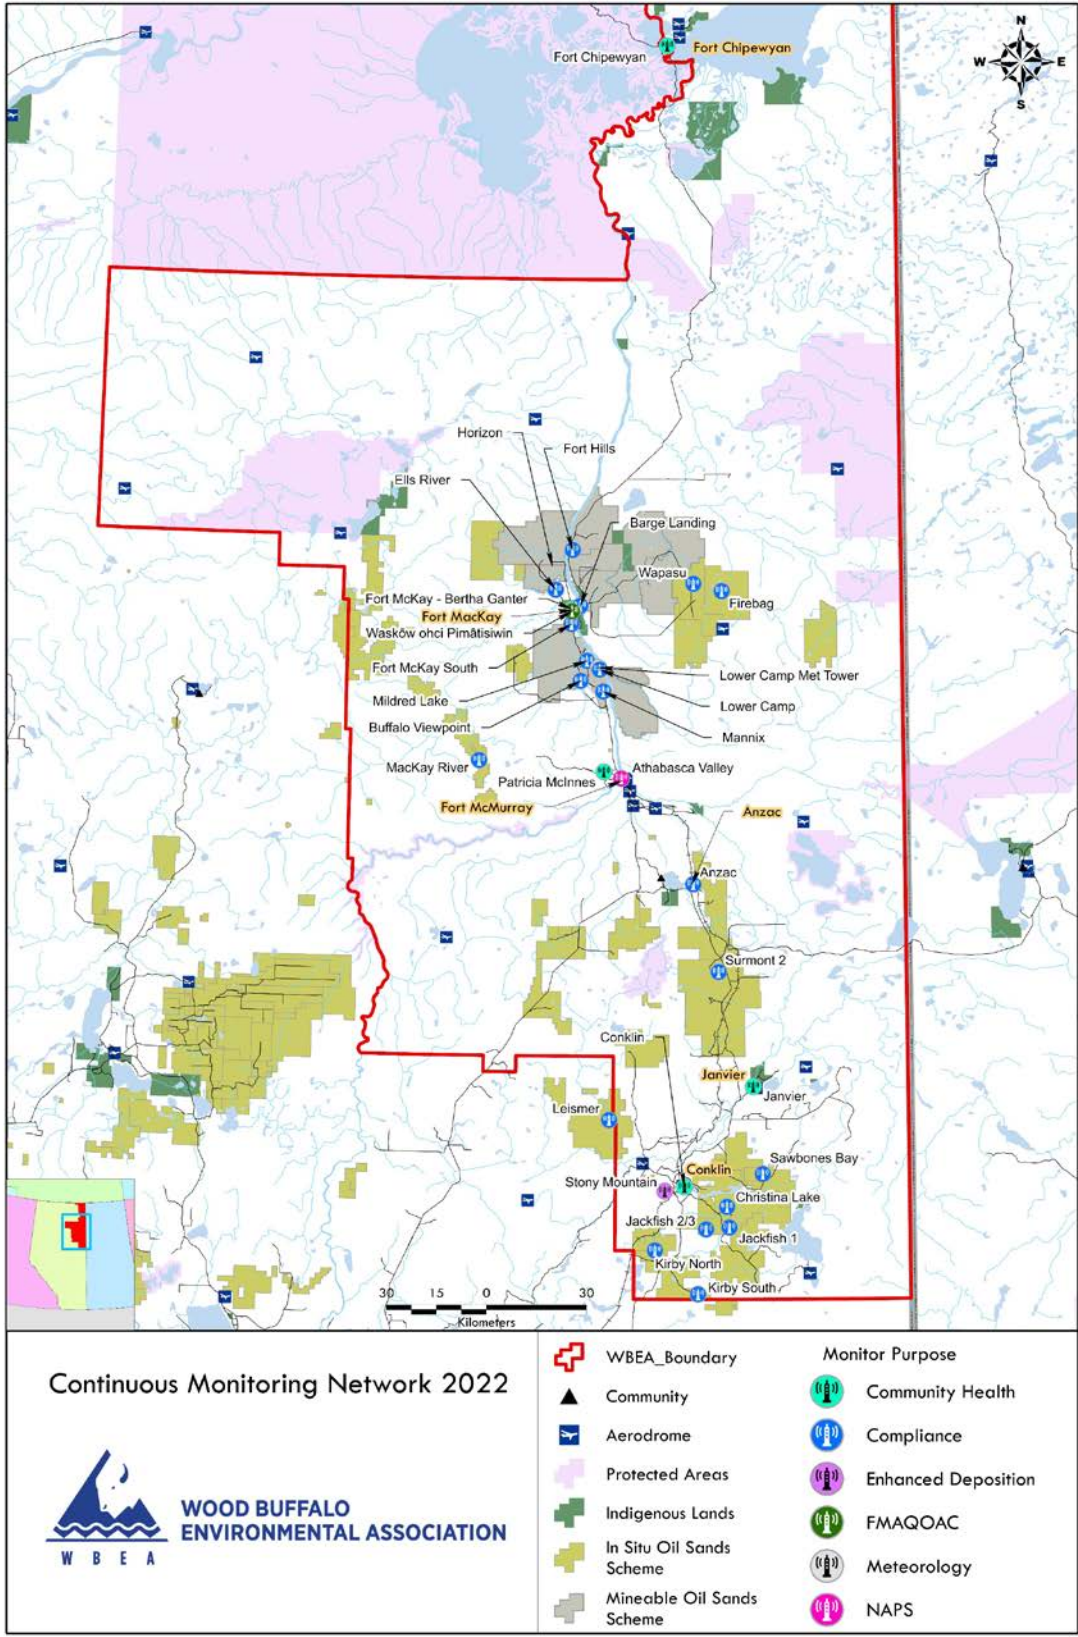 N
W E
S
Fort Chipewyan
Fort Chipewyan
Horizon
Fort Hills
Ells River
Barge Landing
Wapasu
Firebag
Fort McKay - Bertha Ganter
Fort MacKay
Waskōw ohci Pimâtisiwin
Fort McKay South
Lower Camp Met Tower
Mildred Lake
Lower Camp
Buffalo Viewpoint
Mannix
MacKay River
Athabasca Valley
Patricia McInnes
Fort McMurray
Anzac
Anzac
Surmont 2
Conklin
Janvier
Janvier
Leismer
Sawbones Bay
Conklin
Stony Mountain
Christina Lake
Jackfish 2/3
Jackfish 1
Kirby North
Kirby South
30 15 0 30
Kilometers
Continuous Monitoring Network 2022
WOOD BUFFALO
ENVIRONMENTAL ASSOCIATION
W B E A
WBEA_Boundary
Community
Aerodrome
Protected Areas
Indigenous Lands
In Situ Oil Sands
Scheme
Mineable Oil Sands
Scheme
Monitor Purpose
Community Health
Compliance
Enhanced Deposition
FMAQOAC
Meteorology
NAPS